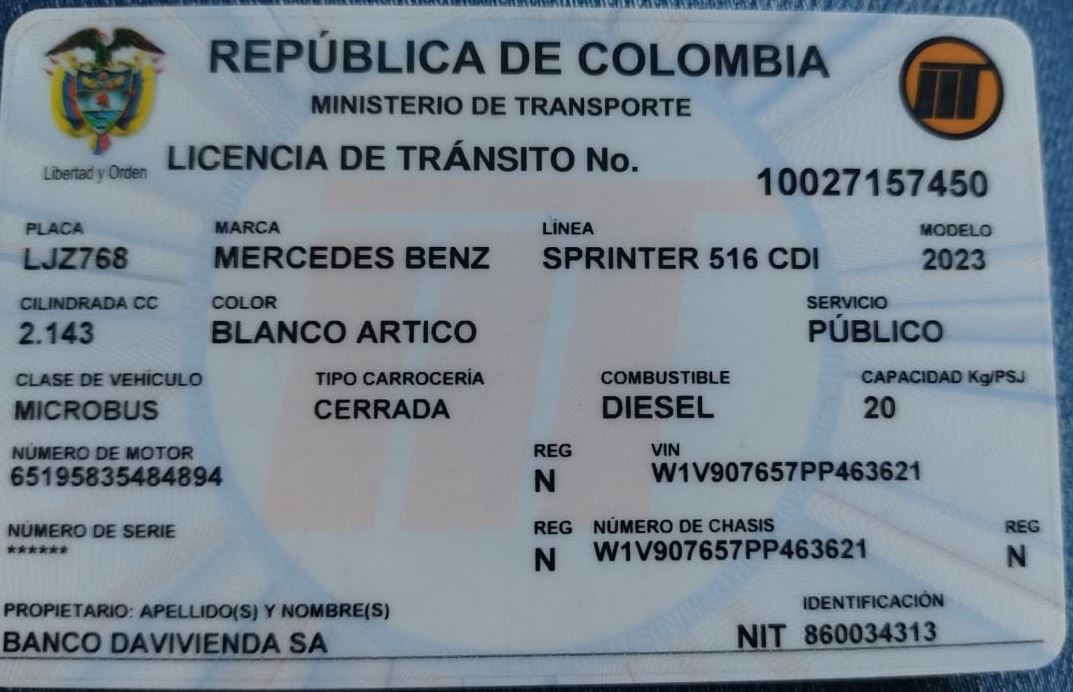 REPÚBLICA DE COLOMBIA
MINISTERIO DE TRANSPORTE
Libertad y Orden
LICENCIA DE TRÁNSITO No.
10027157450
PLACA MARCA LÍNEA MODELO
LJZ768 MERCEDES BENZ SPRINTER 516 CDI 2023
CILINDRADA CC COLOR SERVICIO
2.143 BLANCO ARTICO PÚBLICO
CLASE DE VEHÍCULO TIPO CARROCERÍA COMBUSTIBLE CAPACIDAD Kg/PSJ
MICROBUS CERRADA DIESEL 20
NÚMERO DE MOTOR REG VIN
65195835484894 N W1V907657PP463621
NÚMERO DE SERIE REG NÚMERO DE CHASIS REG
****** N W1V907657PP463621 N
PROPIETARIO: APELLIDO(S) Y NOMBRE(S) IDENTIFICACIÓN
BANCO DAVIVIENDA SA NIT 860034313